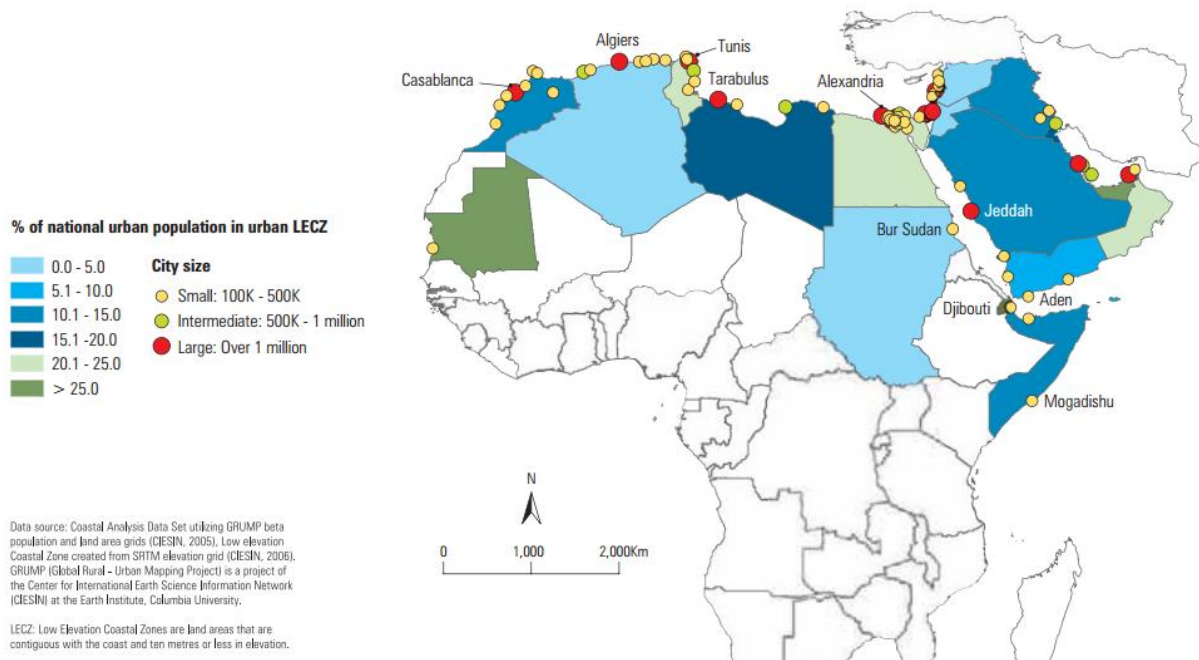 Algiers
Tunis
Casablanca
Tarabulus
Alexandria
Jeddah
Bur Sudan
Djibouti
Aden
Mogadishu
% of national urban population in urban LECZ
0.0 - 5.0
5.1 - 10.0
10.1 - 15.0
15.1 -20.0
20.1 - 25.0
> 25.0
City size
Small: 100K - 500K
Intermediate: 500K - 1 million
Large: Over 1 million
N
0 1,000 2,000Km
Data source: Coastal Analysis Data Set utilizing GRUMP beta
population and land area grids (CIESIN, 2005), Low elevation
Coastal Zone created from SRTM elevation grid (CIESIN, 2006).
GRUMP (Global Rural - Urban Mapping Project) is a project of
the Center for International Earth Science Information Network
(CIESIN) at the Earth Institute, Columbia University.
LECZ: Low Elevation Coastal Zones are land areas that are
contiguous with the coast and ten metres or less in elevation.